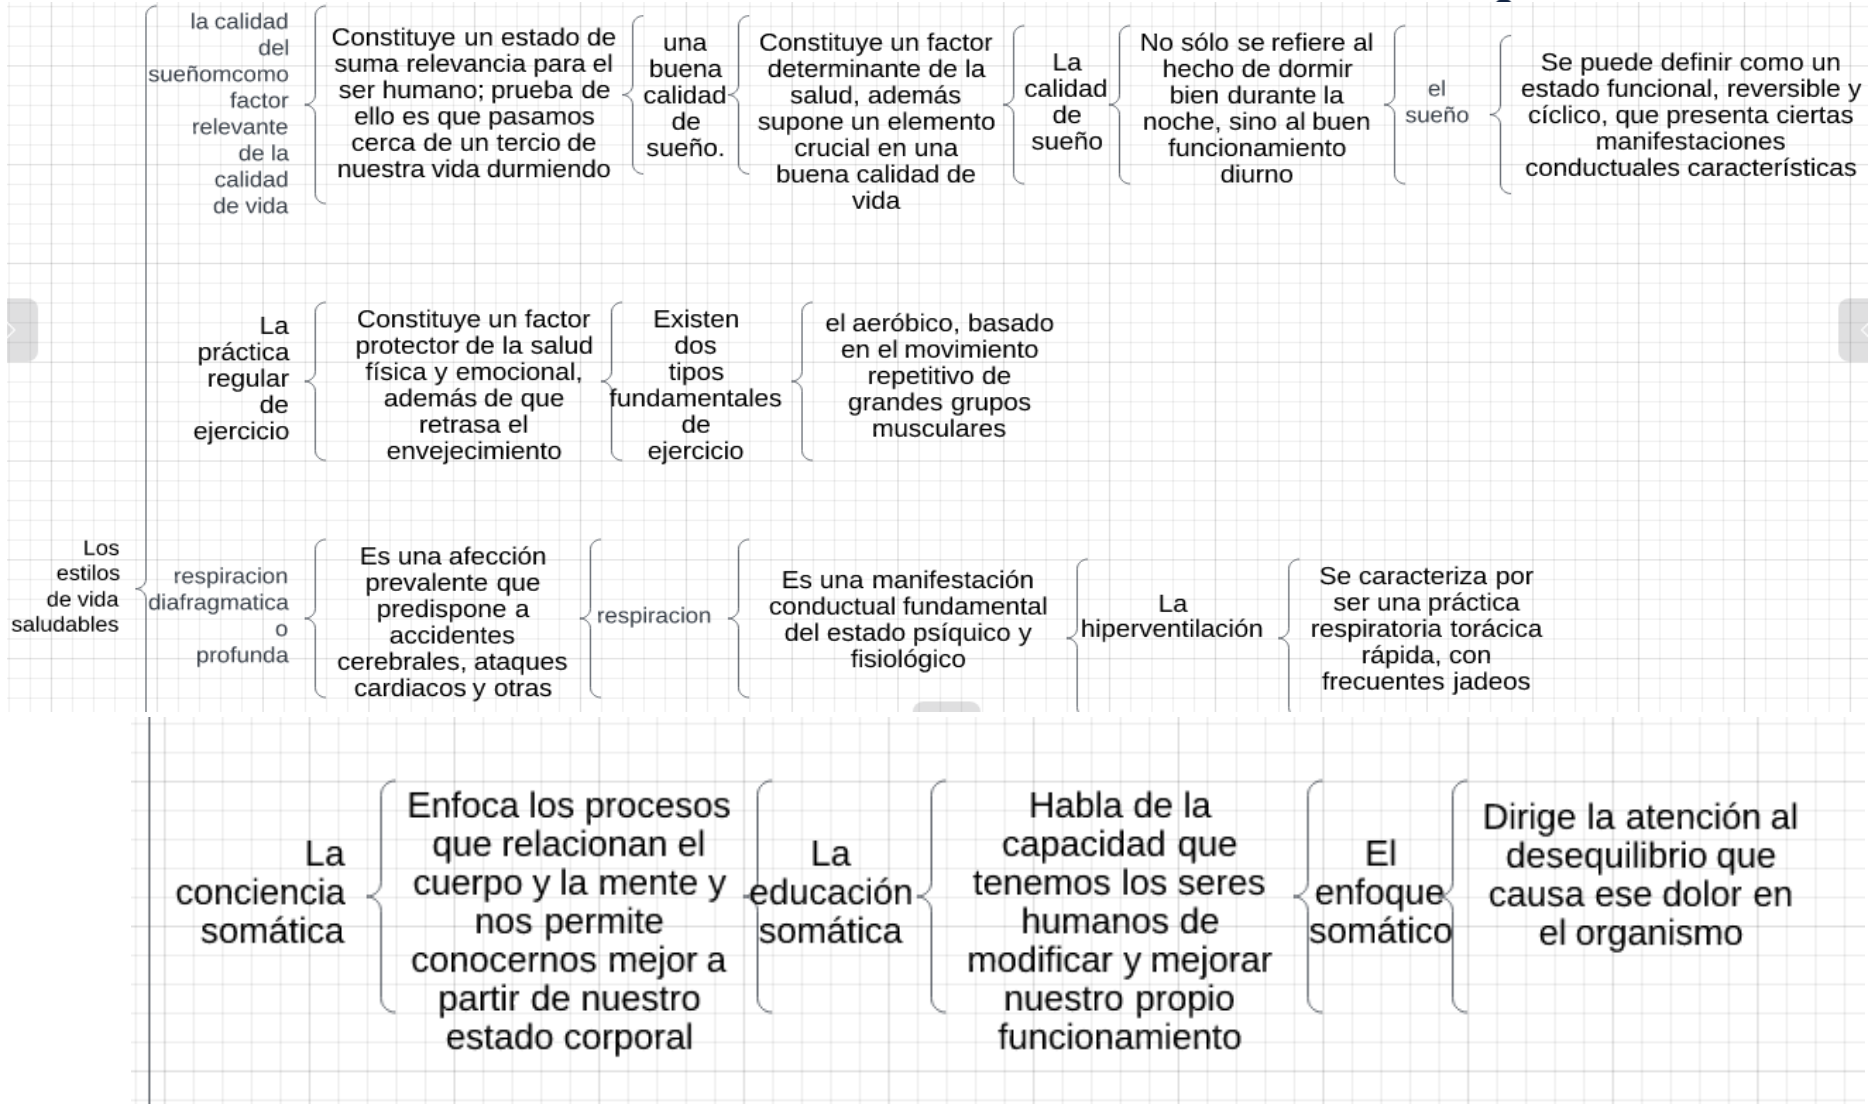 la calidad
del
sueñomcomo
factor
relevante
de la
calidad
de vida
Constituye un estado de
suma relevancia para el
ser humano; prueba de
ello es que pasamos
cerca de un tercio de
nuestra vida durmiendo
una
buena
calidad
de
sueño.
Constituye un factor
determinante de la
salud, además
supone un elemento
crucial en una
buena calidad de
vida
La
calidad
de
sueño
No sólo se refiere al
hecho de dormir
bien durante la
noche, sino al buen
funcionamiento
diurno
el
sueño
Se puede definir como un
estado funcional, reversible y
cíclico, que presenta ciertas
manifestaciones
conductuales características
La
práctica
regular
de
ejercicio
Constituye un factor
protector de la salud
física y emocional,
además de que
retrasa el
envejecimiento
Existen
dos
tipos
fundamentales
de
ejercicio
el aeróbico, basado
en el movimiento
repetitivo de
grandes grupos
musculares
Los
estilos
de vida
saludables
respiracion
diafragmatica
o
profunda
Es una afección
prevalente que
predispone a
accidentes
cerebrales, ataques
cardiacos y otras
respiracion
Es una manifestación
conductual fundamental
del estado psíquico y
fisiológico
La
hiperventilación
Se caracteriza por
ser una práctica
respiratoria torácica
rápida, con
frecuentes jadeos
La
conciencia
somática
Enfoca los procesos
que relacionan el
cuerpo y la mente y
nos permite
conocernos mejor a
partir de nuestro
estado corporal
La
educación
somática
Habla de la
capacidad que
tenemos los seres
humanos de
modificar y mejorar
nuestro propio
funcionamiento
El
enfoque
somático
Dirige la atención al
desequilibrio que
causa ese dolor en
el organismo